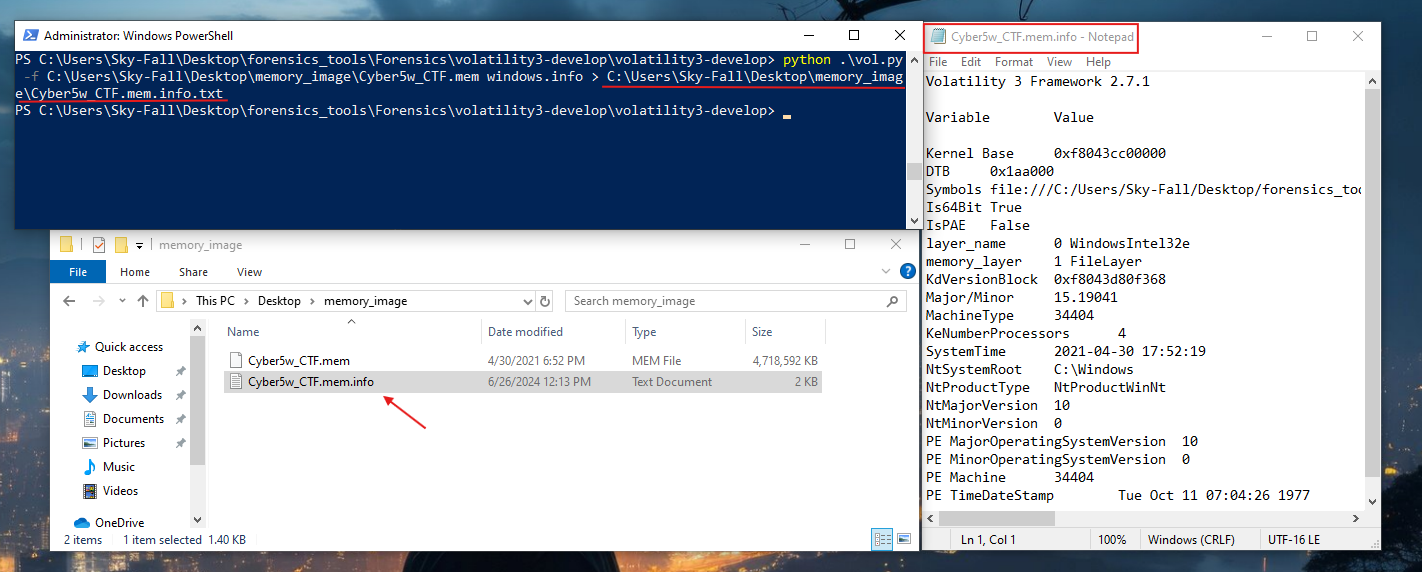 Administrator: Windows PowerShell
PS C:\Users\Sky-Fall\Desktop\forensics_tools\Forensics\volatility3-develop\volatility3-develop> python .\vol.py
-f C:\Users\Sky-Fall\Desktop\memory_image\Cyber5w_CTF.mem windows.info > C:\Users\Sky-Fall\Desktop\memory_imag
e\Cyber5w_CTF.mem.info.txt
PS C:\Users\Sky-Fall\Desktop\forensics_tools\Forensics\volatility3-develop\volatility3-develop>
memory_image
File Home Share View
This PC > Desktop > memory_image
Search memory_image
Name Date modified Type Size
Quick access
Desktop
Downloads
Documents
Pictures
Music
Videos
OneDrive
Cyber5w_CTF.mem 4/30/2021 6:52 PM MEM File 4,718,592 KB
Cyber5w_CTF.mem.info 6/26/2024 12:13 PM Text Document 2 KB
2 items 1 item selected 1.40 KB
Cyber5w_CTF.mem.info - Notepad
File Edit Format View Help
Volatility 3 Framework 2.7.1
Variable Value
Kernel Base 0xf8043cc00000
DTB 0x1aa000
Symbols file:///C:/Users/Sky-Fall/Desktop/forensics_too
Is64Bit True
IsPAE False
layer_name 0 WindowsIntel32e
memory_layer 1 FileLayer
KdVersionBlock 0xf8043d80f368
Major/Minor 15.19041
MachineType 34404
KeNumberProcessors 4
SystemTime 2021-04-30 17:52:19
NtSystemRoot C:\Windows
NtProductType NtProductWinNt
NtMajorVersion 10
NtMinorVersion 0
PE MajorOperatingSystemVersion 10
PE MinorOperatingSystemVersion 0
PE Machine 34404
PE TimeDateStamp Tue Oct 11 07:04:26 1977
Ln 1, Col 1 100% Windows (CRLF) UTF-16 LE